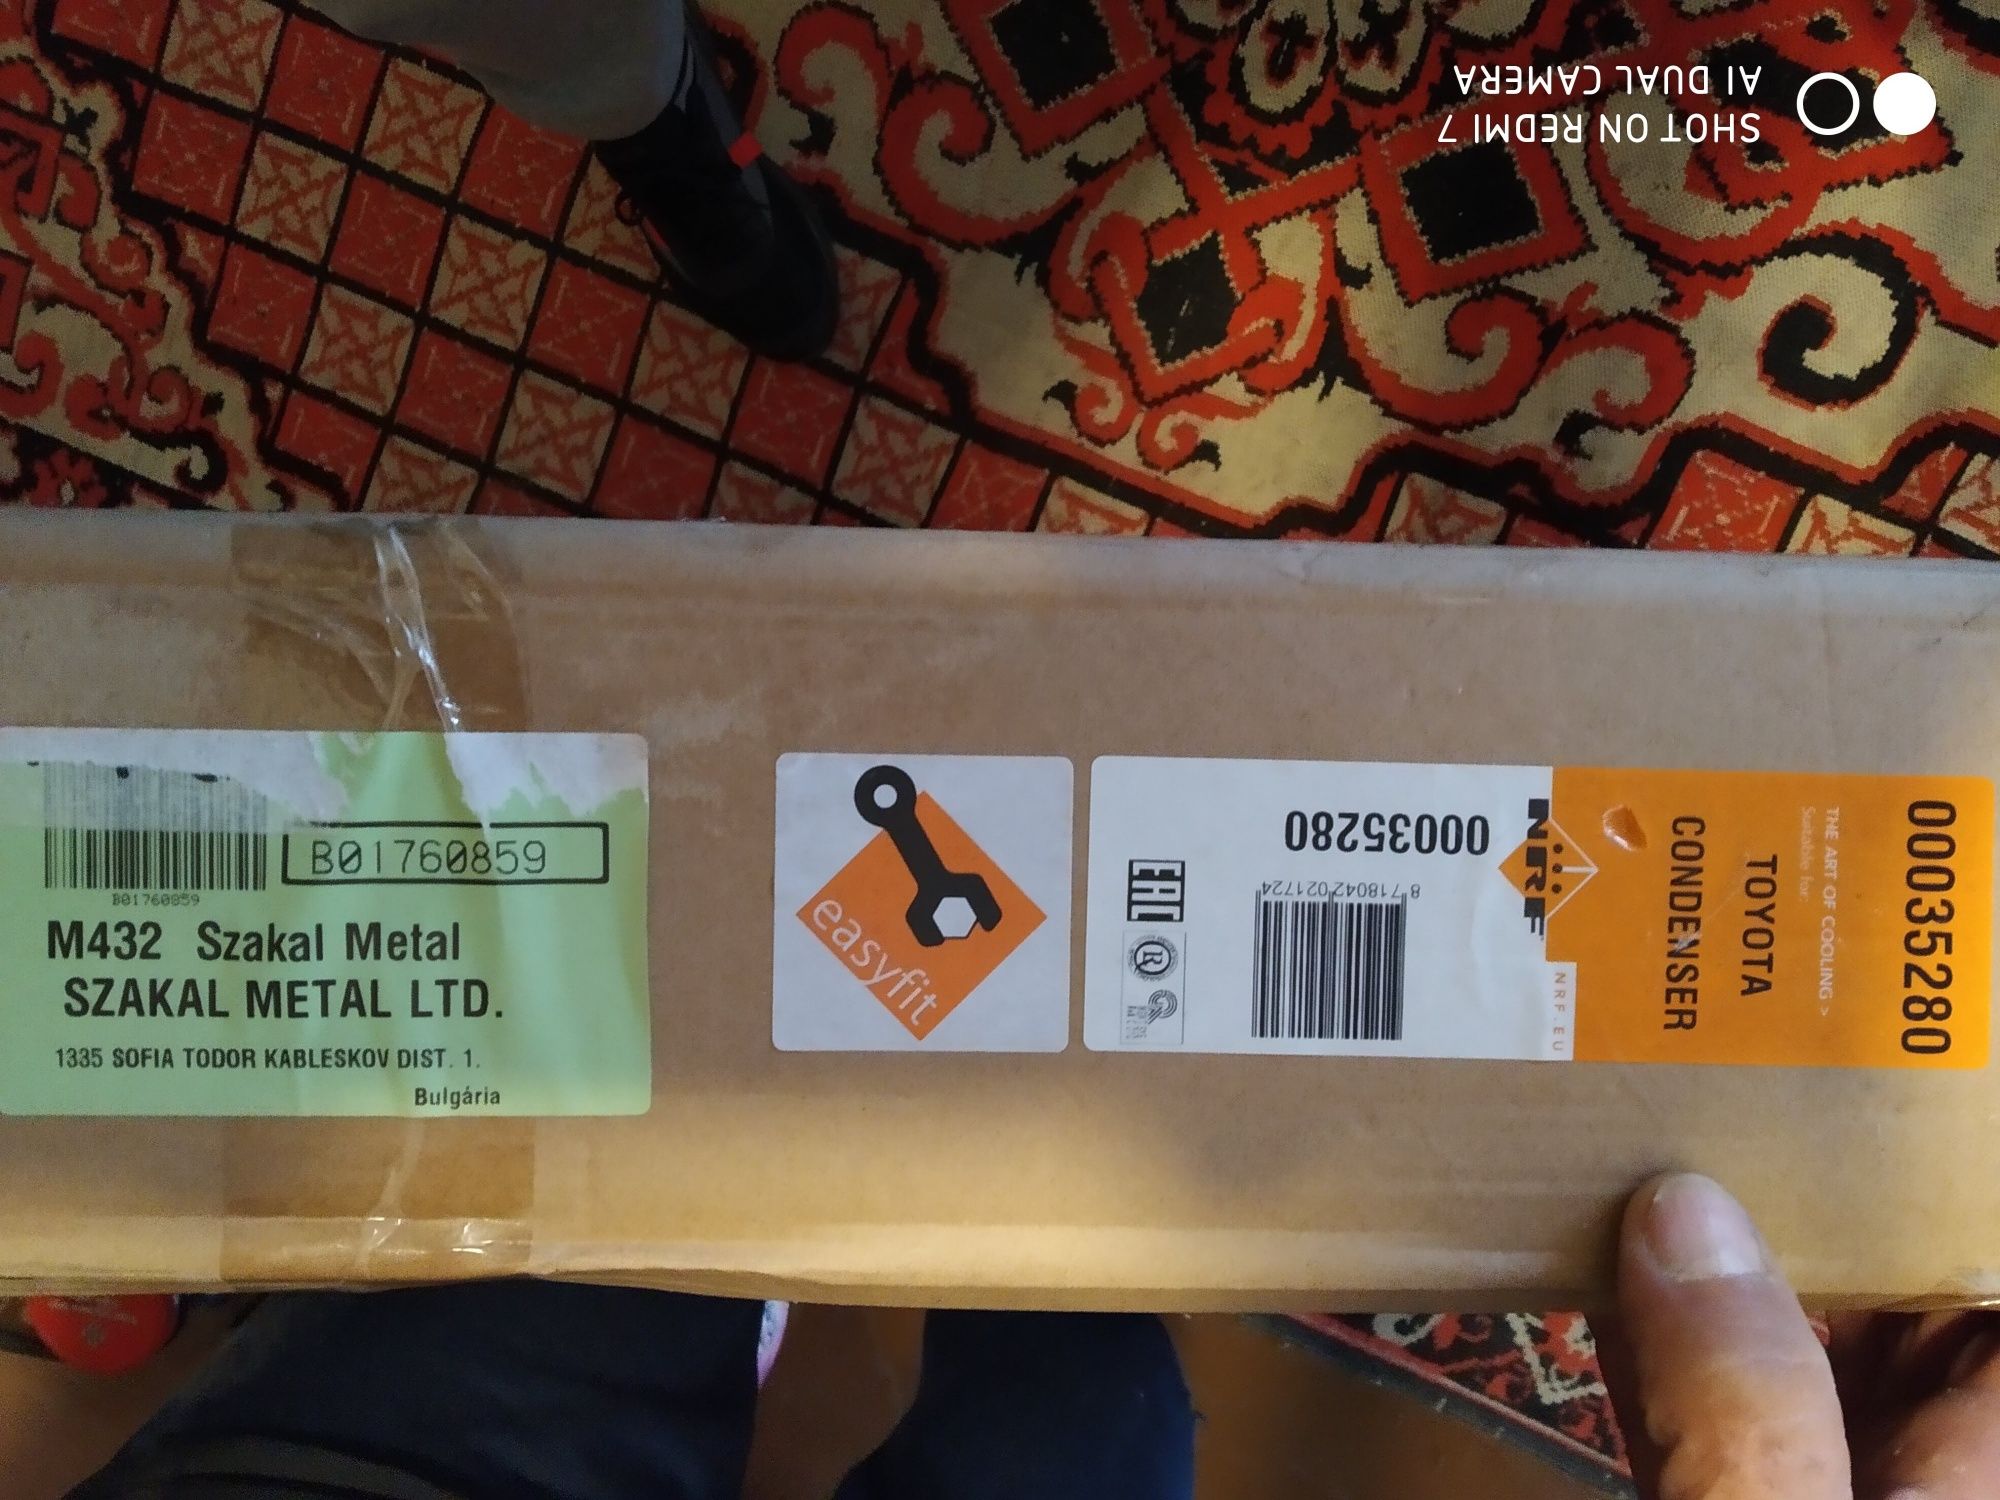 SHOT ON REDMI 7
AI DUAL CAMERA
B01760859
B01760859
M432 Szakal Metal
SZAKAL METAL LTD.
1335 SOFIA TODOR KABLESKOV DIST. 1.
Bulgária
easyfit
00035280
8 718042 021724
EAC
NRF
NRF.EU
00035280
THE ART OF COOLING >
Suitable for:
TOYOTA
CONDENSER